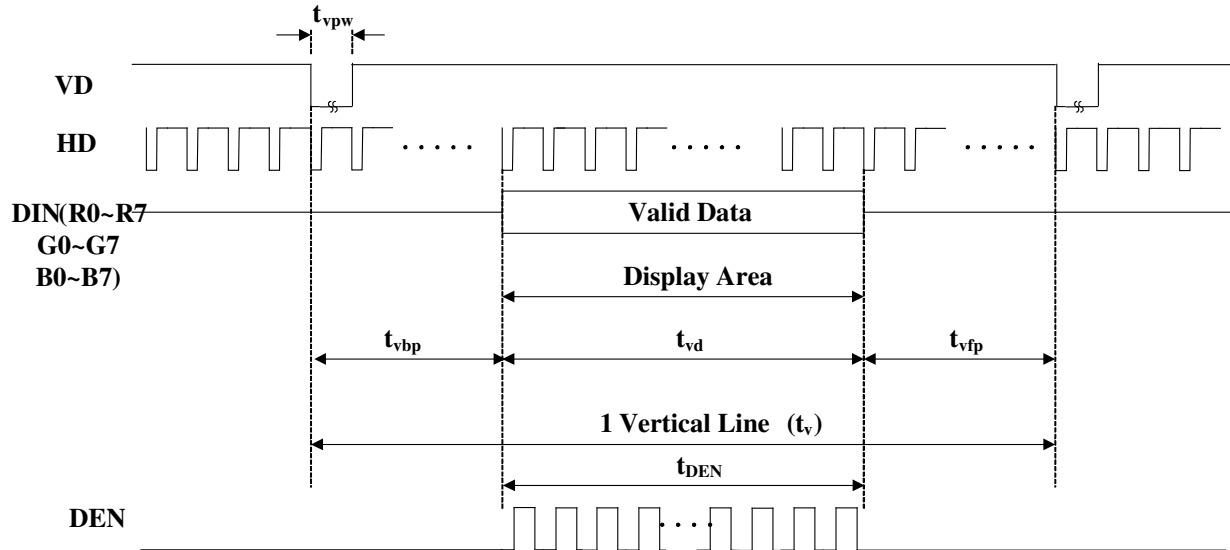 tvpw
VD
HD
DIN(R0~R7
G0~G7
B0~B7)
Valid Data
Display Area
tvbp
tvd
tvfp
1 Vertical Line (tv)
tDEN
DEN